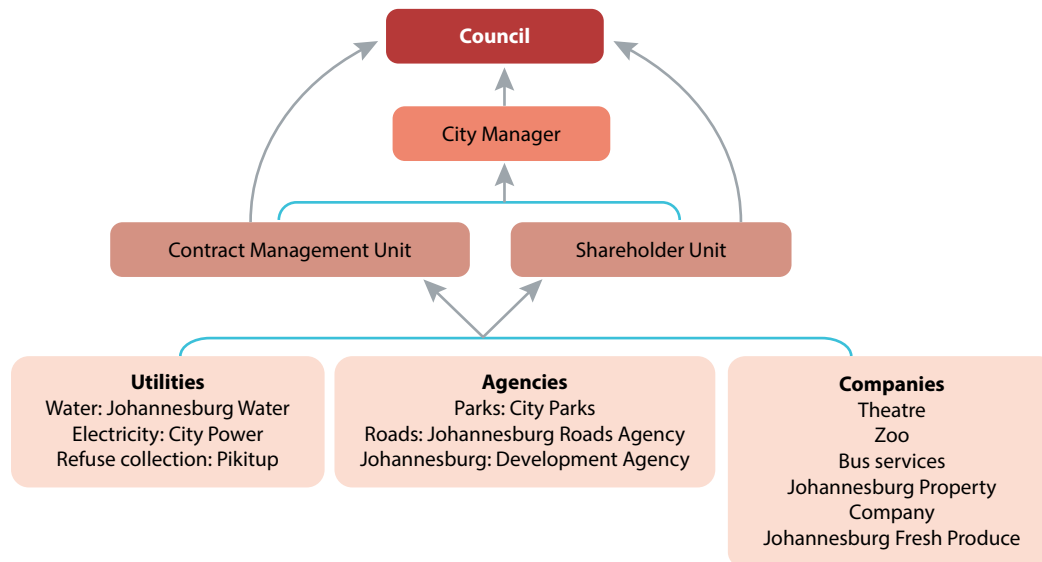 Council
City Manager
Contract Management Unit
Shareholder Unit
Utilities
Water: Johannesburg Water
Electricity: City Power
Refuse collection: Pikitup
Agencies
Parks: City Parks
Roads: Johannesburg Roads Agency
Johannesburg: Development Agency
Companies
Theatre
Zoo
Bus services
Johannesburg Property
Company
Johannesburg Fresh Produce